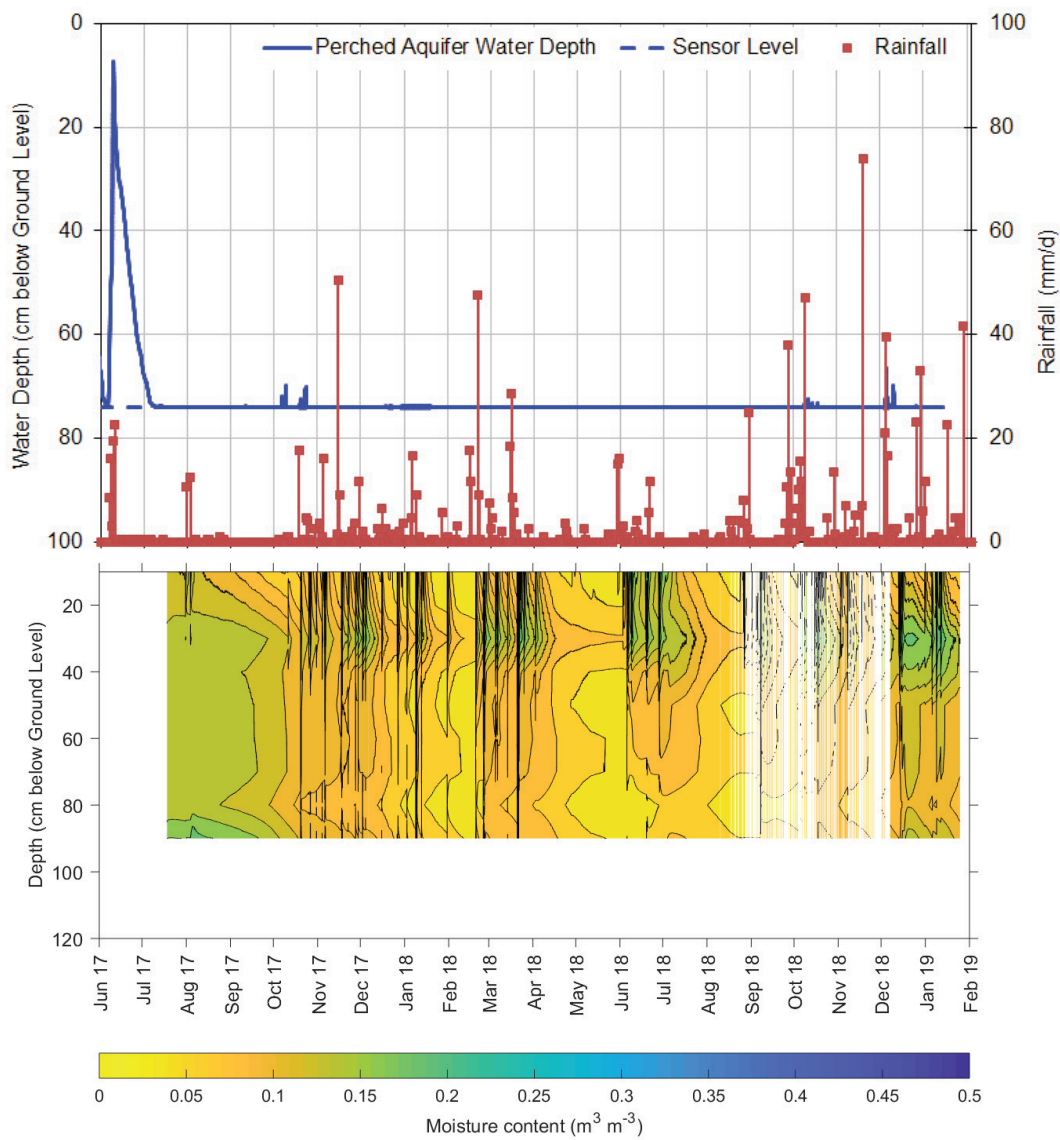 Perched Aquifer Water Depth Sensor Level Rainfall
Water Depth (cm below Ground Level)
0
20
40
60
80
100
100
80
60
40
20
0
Rainfall (mm/d)
Depth (cm below Ground Level)
20
40
60
80
100
120
Jun 17
Jul 17
Aug 17
Sep 17
Oct 17
Nov 17
Dec 17
Jan 18
Feb 18
Mar 18
Apr 18
May 18
Jun 18
Jul 18
Aug 18
Sep 18
Oct 18
Nov 18
Dec 18
Jan 19
Feb 19
0 0.05 0.1 0.15 0.2 0.25 0.3 0.35 0.4 0.45 0.5
Moisture content (m³ m⁻³)